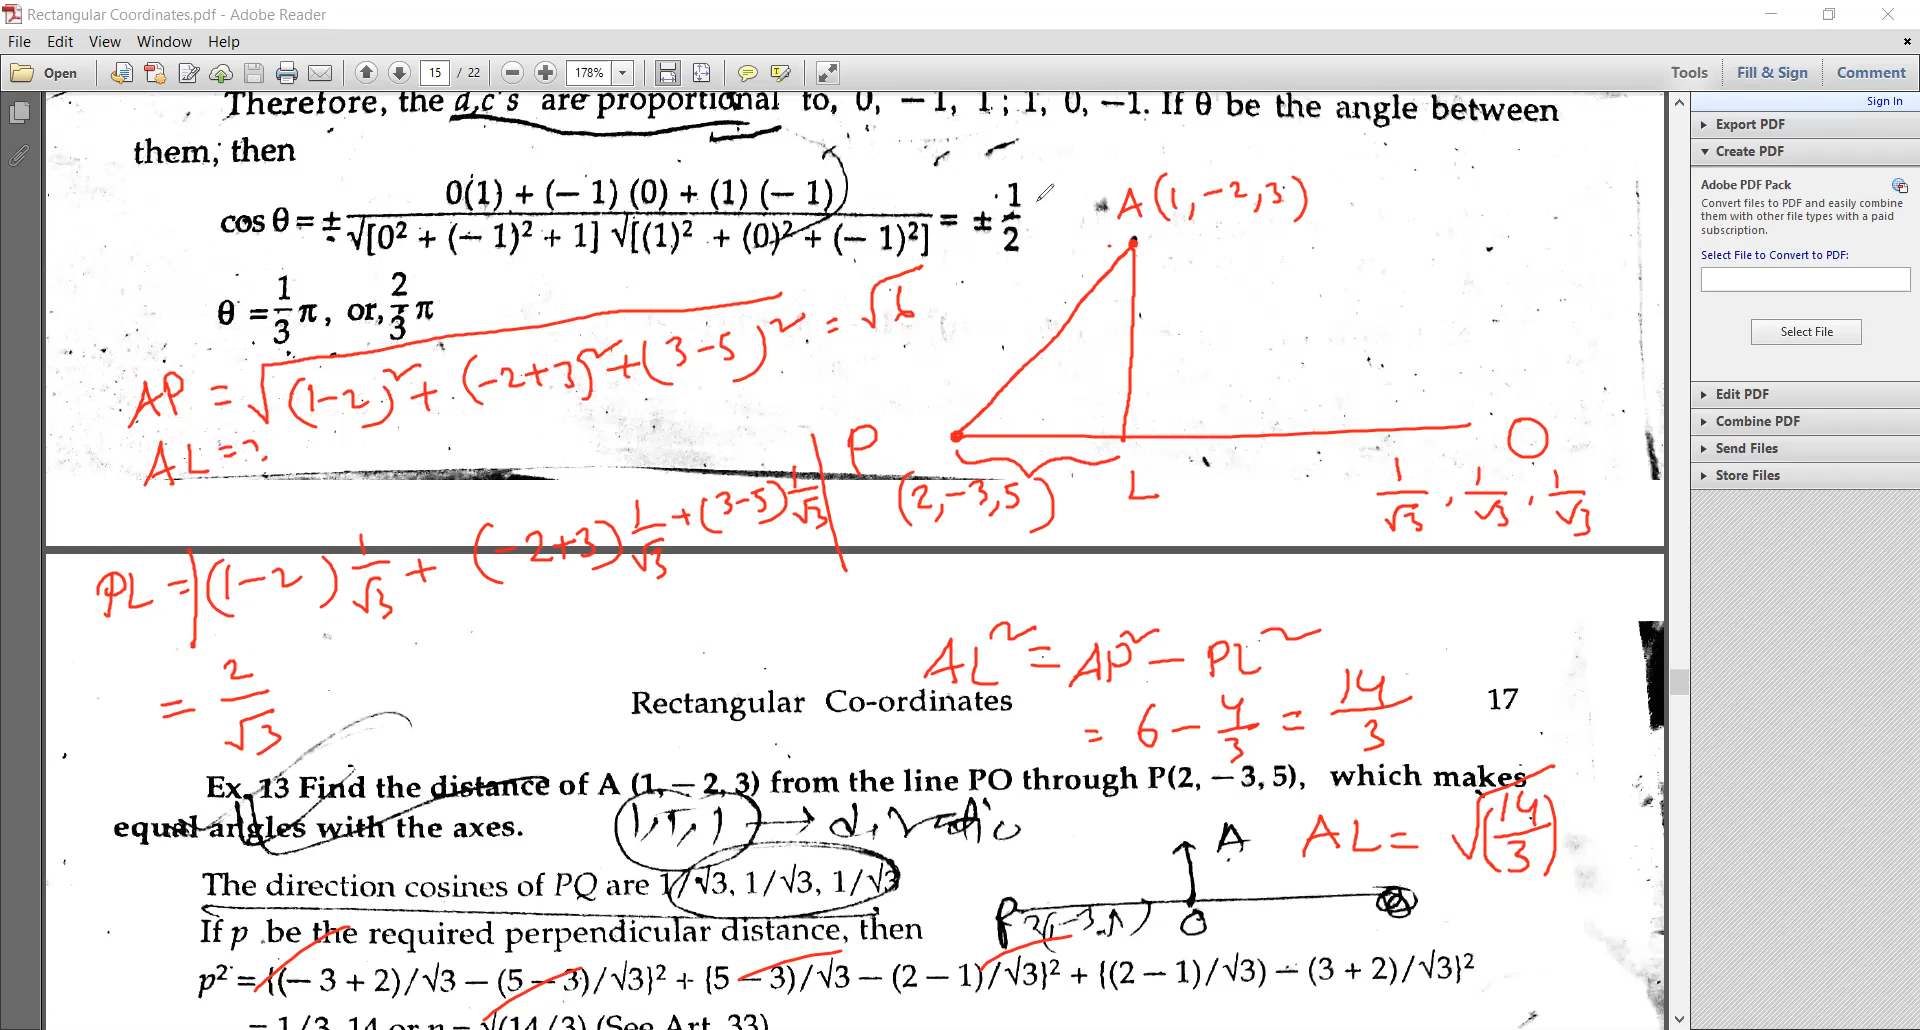 Rectangular Coordinates.pdf - Adobe Reader
File Edit View Window Help
Open 15 / 22 178% Tools Fill & Sign Comment
Sign In
Export PDF
Create PDF
Adobe PDF Pack
Convert files to PDF and easily combine
them with other file types with a paid
subscription.
Select File to Convert to PDF:
Select File
Edit PDF
Combine PDF
Send Files
Store Files
Therefore, the d,c's are proportional to, 0, − 1, 1 ; 1, 0, −1. If θ be the angle between
them, then
cos θ = ± 0(1) + (− 1) (0) + (1) (− 1) / √[0² + (− 1)² + 1] √[(1)² + (0)² + (− 1)²] = ± 1/2
θ = 1/3 π, or, 2/3 π
A (1, -2, 3)
AP = √(1-2)² + (-2+3)² + (3-5)² = √6
AL = ?
P
(2, -3, 5)
L
O
1/√3, 1/√3, 1/√3
PL = |(1-2) 1/√3 + (-2+3) 1/√3 + (3-5) 1/√3|
= 2/√3
AL² = AP² - PL²
= 6 - 4/3 = 14/3
Rectangular Co-ordinates 17
Ex. 13 Find the distance of A (1, − 2, 3) from the line PO through P(2, − 3, 5), which makes
equal angles with the axes.
1, 1, 1 → d, ratio
AL = √(14/3)
The direction cosines of PQ are 1/√3, 1/√3, 1/√3
A
P
O
If p be the required perpendicular distance, then
p² = {(− 3 + 2)/√3 − (5 − 3)/√3}² + {5 − 3)/√3 − (2 − 1)/√3}² + {(2 − 1)/√3) − (3 + 2)/√3}²
= 1/3. 14 or p = √(14/3) (See Art. 33)